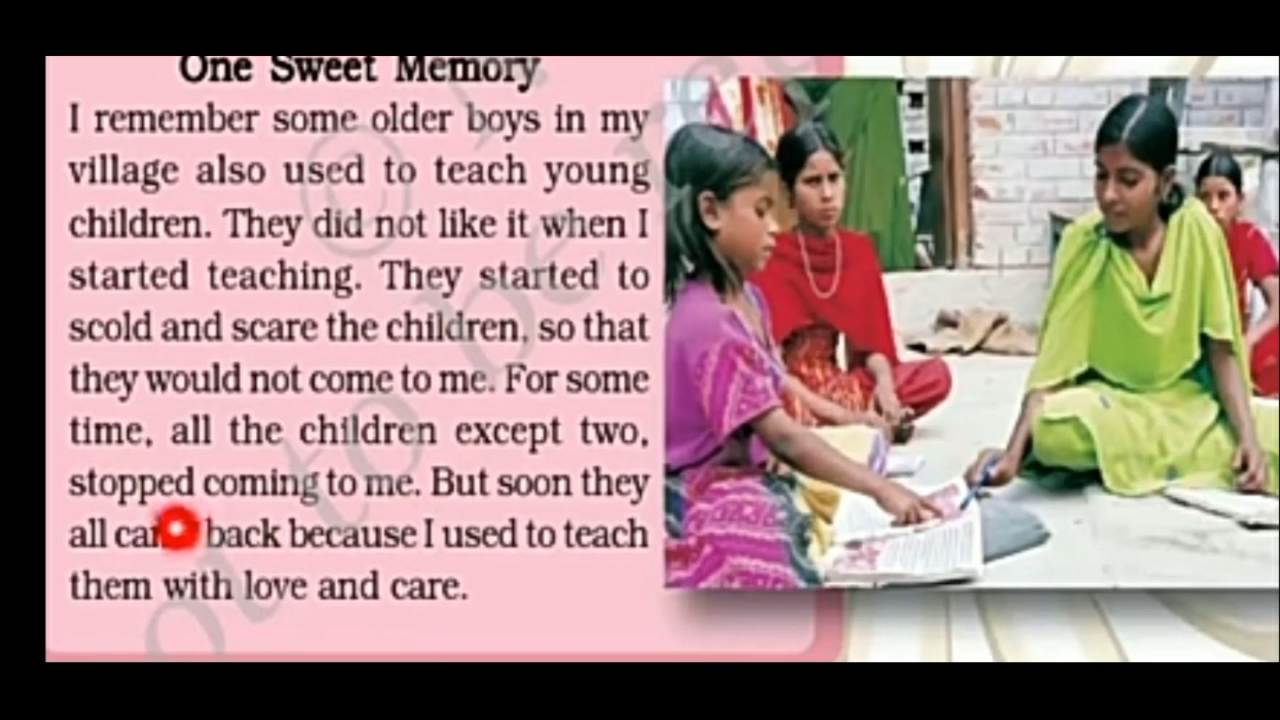 One Sweet Memory
I remember some older boys in my
village also used to teach young
children. They did not like it when I
started teaching. They started to
scold and scare the children, so that
they would not come to me. For some
time, all the children except two,
stopped coming to me. But soon they
all back because I used to teach
them with love and care.